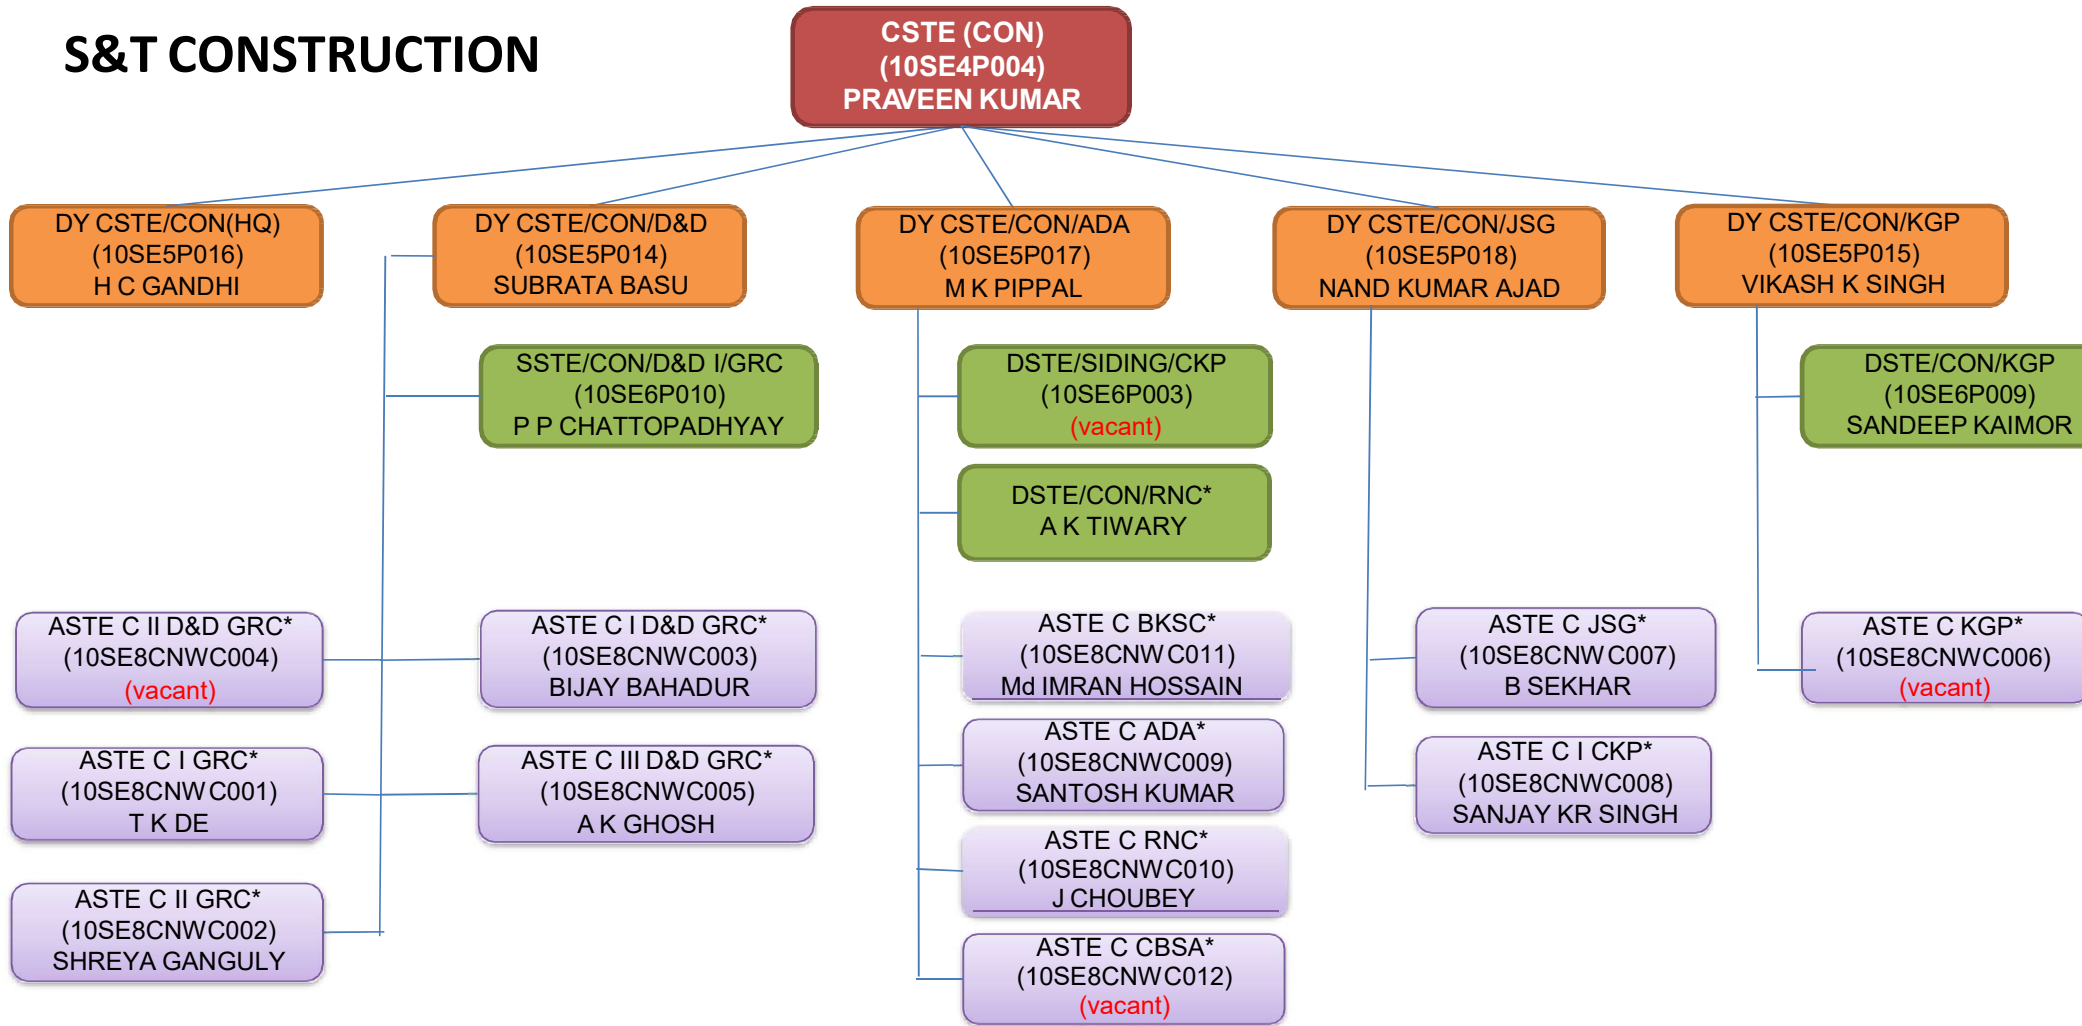 S&T CONSTRUCTION
CSTE (CON)
(10SE4P004)
PRAVEEN KUMAR
DY CSTE/CON(HQ)
(10SE5P016)
H C GANDHI
DY CSTE/CON/D&D
(10SE5P014)
SUBRATA BASU
DY CSTE/CON/ADA
(10SE5P017)
M K PIPPAL
DY CSTE/CON/JSG
(10SE5P018)
NAND KUMAR AJAD
DY CSTE/CON/KGP
(10SE5P015)
VIKASH K SINGH
SSTE/CON/D&D I/GRC
(10SE6P010)
P P CHATTOPADHYAY
DSTE/SIDING/CKP
(10SE6P003)
(vacant)
DSTE/CON/KGP
(10SE6P009)
SANDEEP KAIMOR
DSTE/CON/RNC*
A K TIWARY
ASTE C II D&D GRC*
(10SE8CNWC004)
(vacant)
ASTE C I D&D GRC*
(10SE8CNWC003)
BIJAY BAHADUR
ASTE C BKSC*
(10SE8CNWC011)
Md IMRAN HOSSAIN
ASTE C JSG*
(10SE8CNWC007)
B SEKHAR
ASTE C KGP*
(10SE8CNWC006)
(vacant)
ASTE C I GRC*
(10SE8CNWC001)
T K DE
ASTE C III D&D GRC*
(10SE8CNWC005)
A K GHOSH
ASTE C ADA*
(10SE8CNWC009)
SANTOSH KUMAR
ASTE C I CKP*
(10SE8CNWC008)
SANJAY KR SINGH
ASTE C RNC*
(10SE8CNWC010)
J CHOUBEY
ASTE C II GRC*
(10SE8CNWC002)
SHREYA GANGULY
ASTE C CBSA*
(10SE8CNWC012)
(vacant)